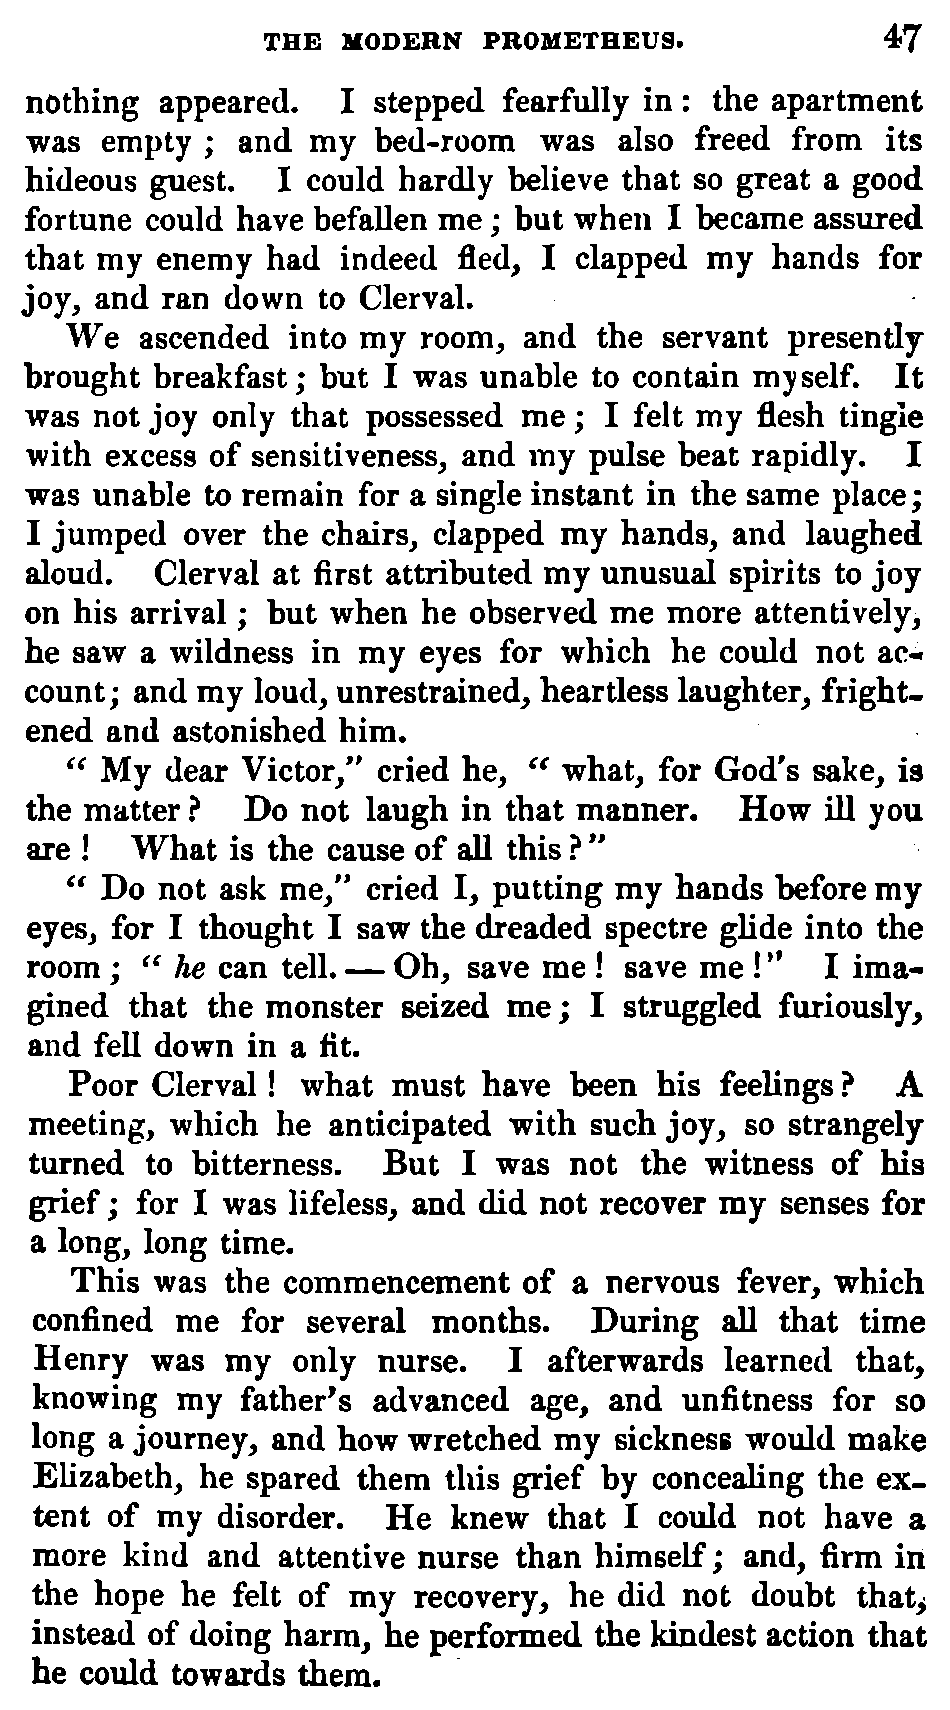 THE MODERN PROMETHEUS. 47
nothing appeared. I stepped fearfully in : the apartment
was empty ; and my bed-room was also freed from its
hideous guest. I could hardly believe that so great a good
fortune could have befallen me ; but when I became assured
that my enemy had indeed fled, I clapped my hands for
joy, and ran down to Clerval.
We ascended into my room, and the servant presently
brought breakfast ; but I was unable to contain myself. It
was not joy only that possessed me ; I felt my flesh tingle
with excess of sensitiveness, and my pulse beat rapidly. I
was unable to remain for a single instant in the same place ;
I jumped over the chairs, clapped my hands, and laughed
aloud. Clerval at first attributed my unusual spirits to joy
on his arrival ; but when he observed me more attentively,
he saw a wildness in my eyes for which he could not ac-
count ; and my loud, unrestrained, heartless laughter, fright-
ened and astonished him.
“ My dear Victor,” cried he, “ what, for God’s sake, is
the matter ? Do not laugh in that manner. How ill you
are ! What is the cause of all this ? ”
“ Do not ask me,” cried I, putting my hands before my
eyes, for I thought I saw the dreaded spectre glide into the
room ; “ he can tell. — Oh, save me ! save me ! ” I ima-
gined that the monster seized me ; I struggled furiously,
and fell down in a fit.
Poor Clerval ! what must have been his feelings ? A
meeting, which he anticipated with such joy, so strangely
turned to bitterness. But I was not the witness of his
grief ; for I was lifeless, and did not recover my senses for
a long, long time.
This was the commencement of a nervous fever, which
confined me for several months. During all that time
Henry was my only nurse. I afterwards learned that,
knowing my father’s advanced age, and unfitness for so
long a journey, and how wretched my sickness would make
Elizabeth, he spared them this grief by concealing the ex-
tent of my disorder. He knew that I could not have a
more kind and attentive nurse than himself ; and, firm in
the hope he felt of my recovery, he did not doubt that,
instead of doing harm, he performed the kindest action that
he could towards them.